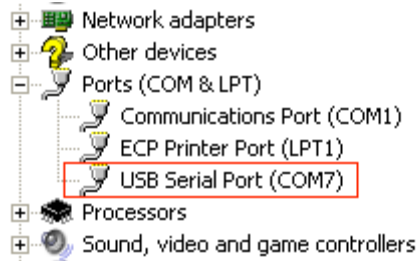 Network adapters
Other devices
Ports (COM & LPT)
Communications Port (COM1)
ECP Printer Port (LPT1)
USB Serial Port (COM7)
Processors
Sound, video and game controllers